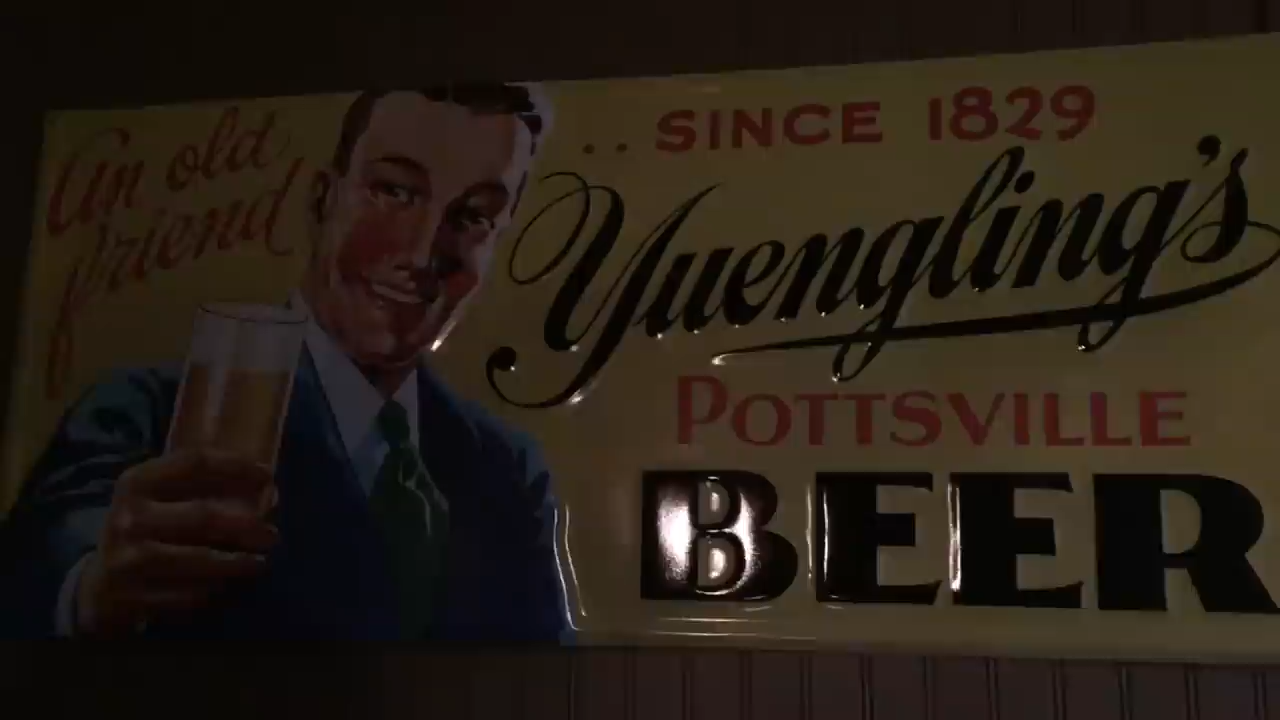 An old
friend
.. SINCE 1829
Yuengling's
POTTSVILLE
BEER